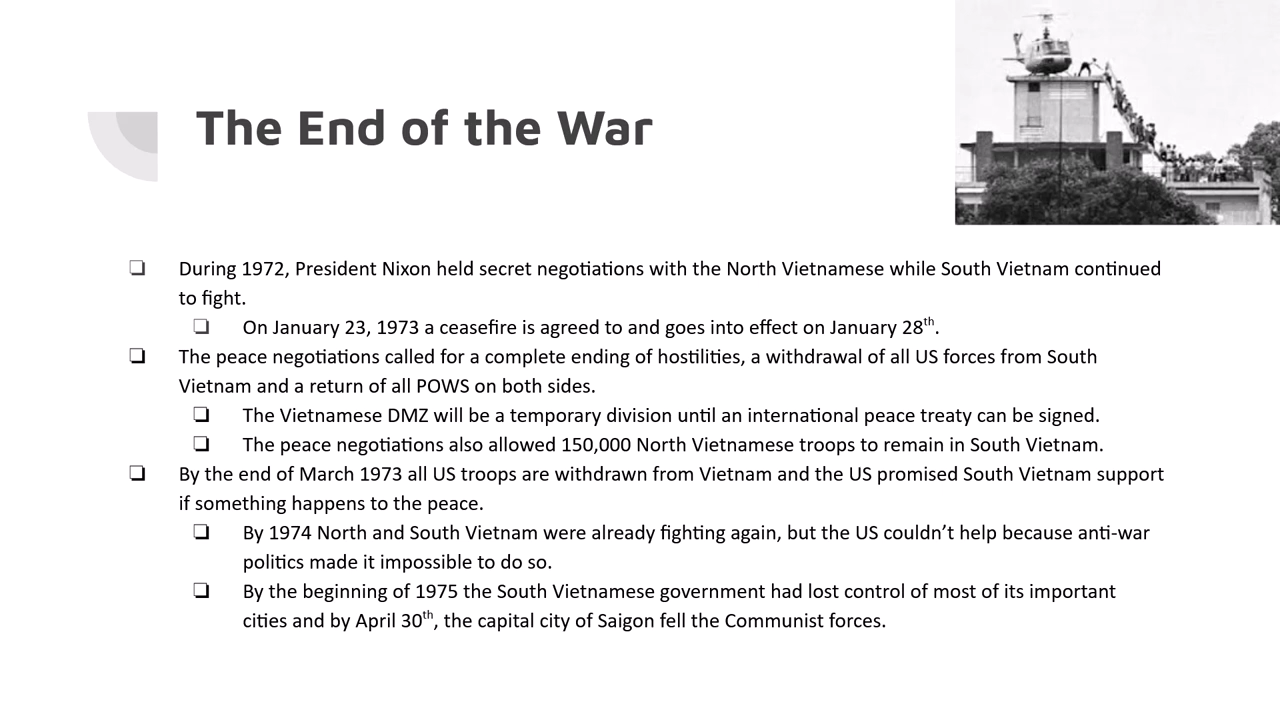 The End of the War
❏ During 1972, President Nixon held secret negotiations with the North Vietnamese while South Vietnam continued
to fight.
❏ On January 23, 1973 a ceasefire is agreed to and goes into effect on January 28th.
❏ The peace negotiations called for a complete ending of hostilities, a withdrawal of all US forces from South
Vietnam and a return of all POWS on both sides.
❏ The Vietnamese DMZ will be a temporary division until an international peace treaty can be signed.
❏ The peace negotiations also allowed 150,000 North Vietnamese troops to remain in South Vietnam.
❏ By the end of March 1973 all US troops are withdrawn from Vietnam and the US promised South Vietnam support
if something happens to the peace.
❏ By 1974 North and South Vietnam were already fighting again, but the US couldn’t help because anti-war
politics made it impossible to do so.
❏ By the beginning of 1975 the South Vietnamese government had lost control of most of its important
cities and by April 30th, the capital city of Saigon fell the Communist forces.